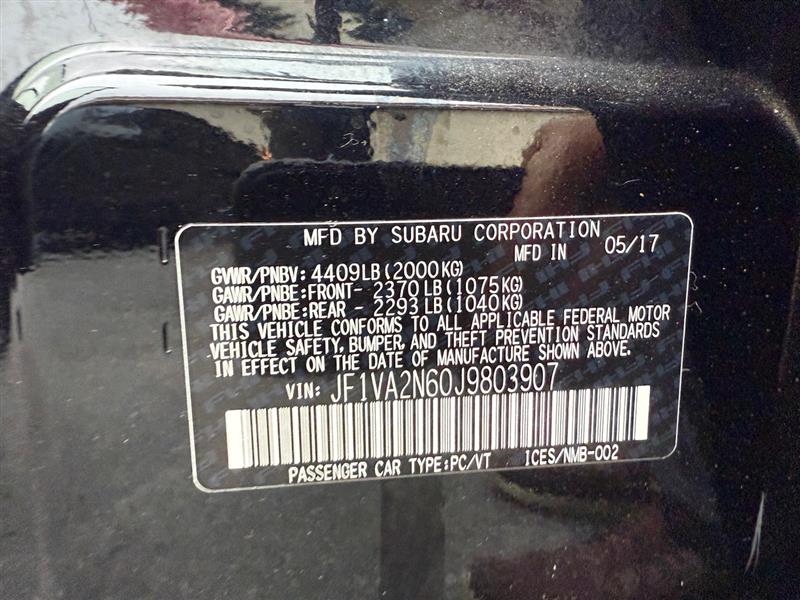 MFD BY SUBARU CORPORATION
MFD IN 05/17
GVWR/PNBV: 4409LB(2000KG)
GAWR/PNBE:FRONT- 2370LB(1075KG)
GAWR/PNBE:REAR - 2293LB(1040KG)
THIS VEHICLE CONFORMS TO ALL APPLICABLE FEDERAL MOTOR
VEHICLE SAFETY, BUMPER, AND THEFT PREVENTION STANDARDS
IN EFFECT ON THE DATE OF MANUFACTURE SHOWN ABOVE.
VIN: JF1VA2N60J9803907
PASSENGER CAR TYPE:PC/VT ICES/NMB-002